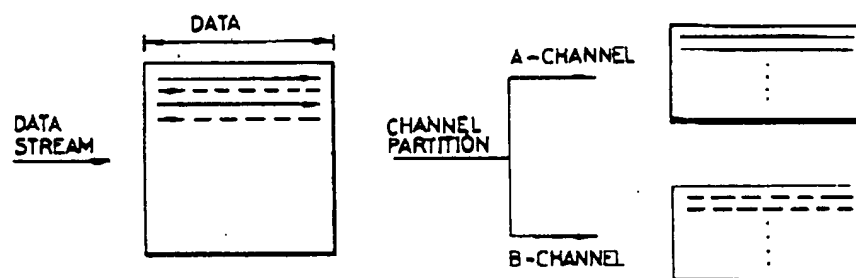 DATA
DATA
STREAM
CHANNEL
PARTITION
A-CHANNEL
B-CHANNEL